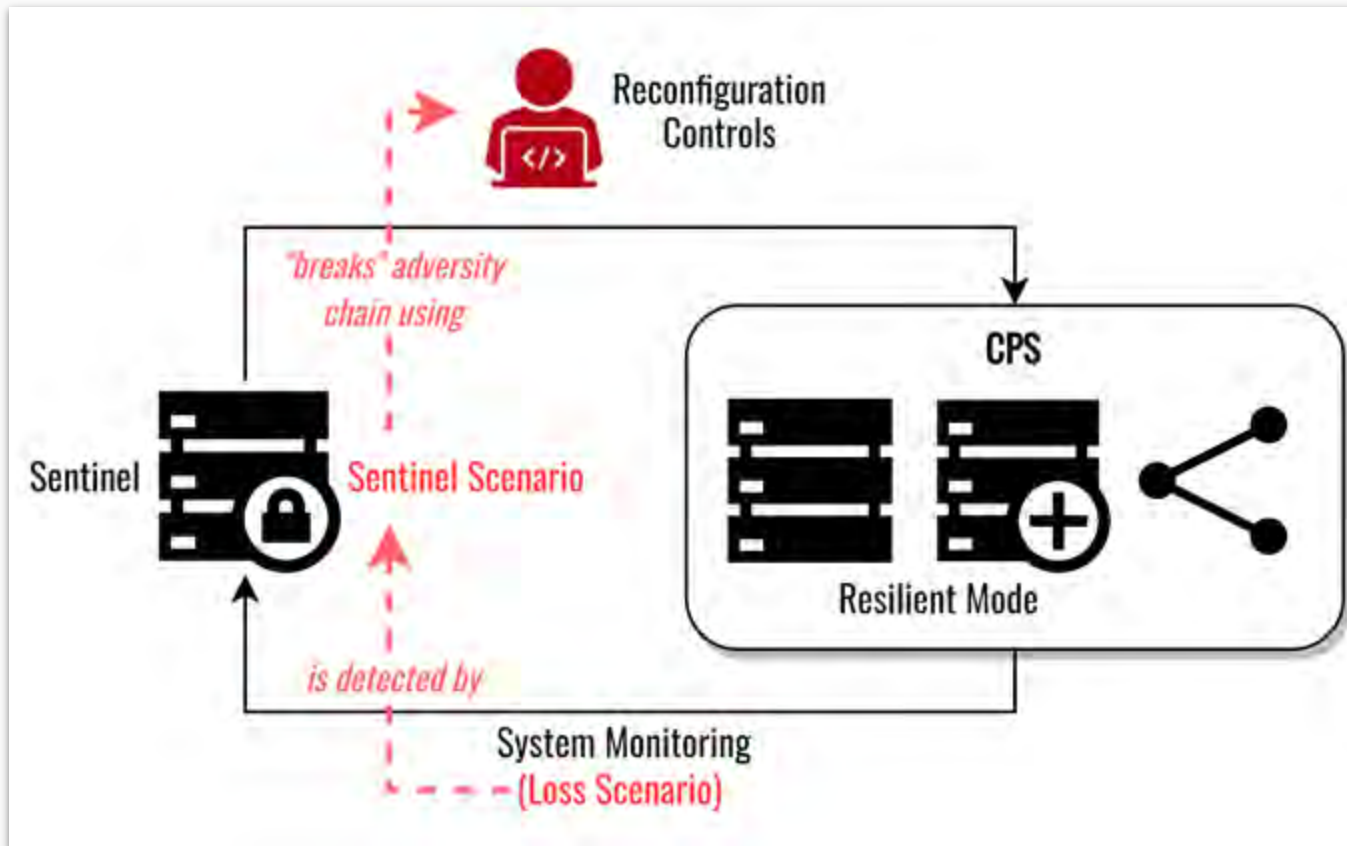 Reconfiguration
Controls
</>
"breaks" adversity
chain using
CPS
Sentinel
Sentinel Scenario
Resilient Mode
is detected by
System Monitoring
(Loss Scenario)